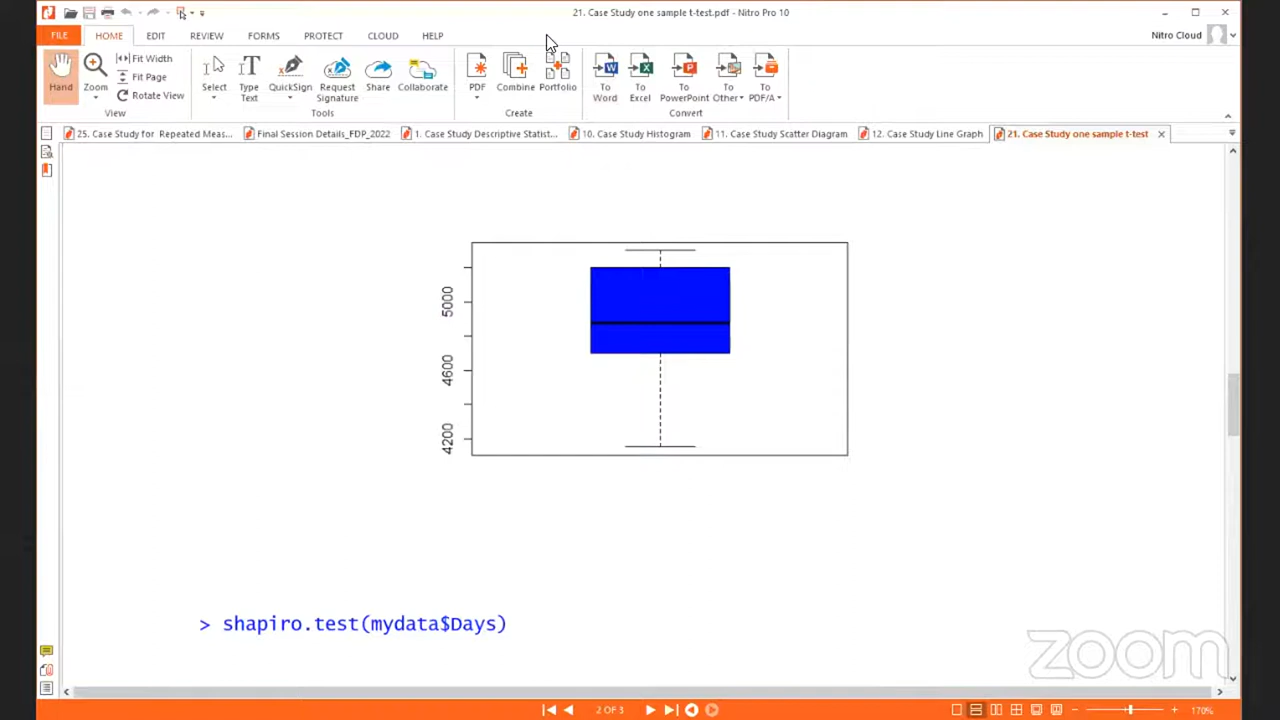 21. Case Study one sample t-test.pdf - Nitro Pro 10
FILE HOME EDIT REVIEW FORMS PROTECT CLOUD HELP Nitro Cloud
Hand
Zoom
Fit Width
Fit Page
Rotate View
View
Select
Type Text
QuickSign
Request Signature
Share
Collaborate
Tools
PDF
Combine
Portfolio
Create
To Word
To Excel
To PowerPoint
To Other
To PDF/A
Convert
25. Case Study for Repeated Meas... Final Session Details_FDP_2022 1. Case Study Descriptive Statist... 10. Case Study Histogram 11. Case Study Scatter Diagram 12. Case Study Line Graph 21. Case Study one sample t-test
5000
4600
4200
> shapiro.test(mydata$Days)
zoom
2 OF 3
170%